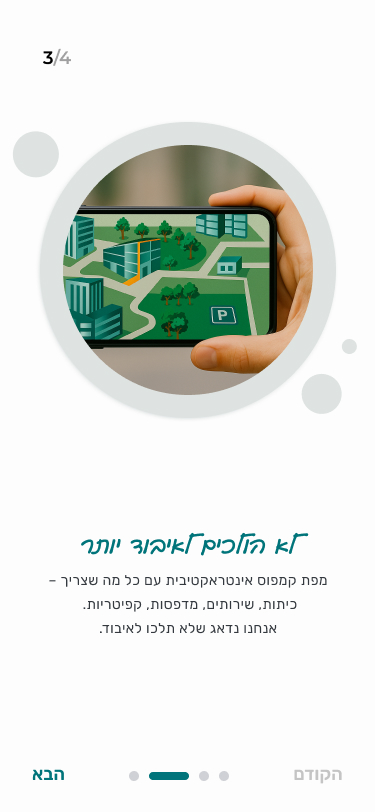 3/4
P
לא הולכים לאיבוד יותר
מפת קמפוס אינטראקטיבית עם כל מה שצריך –
כיתות, שירותים, מדפסות, קפיטריות.
אנחנו נדאג שלא תלכו לאיבוד.
הקודם
הבא